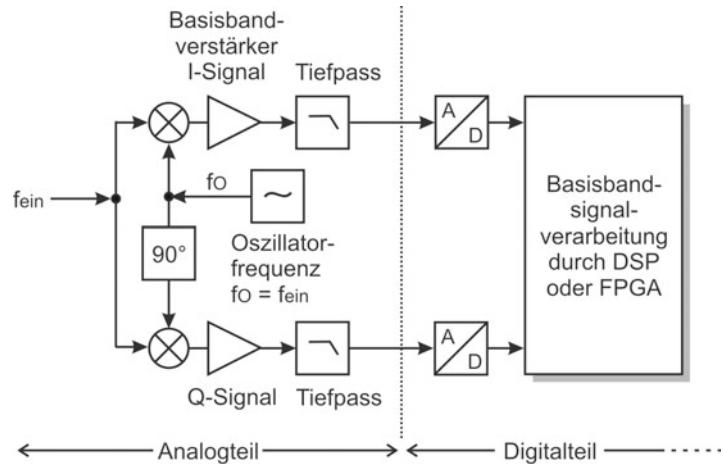 Basisband-
verstärker
I-Signal
Tiefpass
A
D
fein
fO
~
90°
Oszillator-
frequenz
fO = fein
Basisband-
signal-
verarbeitung
durch DSP
oder FPGA
A
D
Q-Signal
Tiefpass
Analogteil
Digitalteil